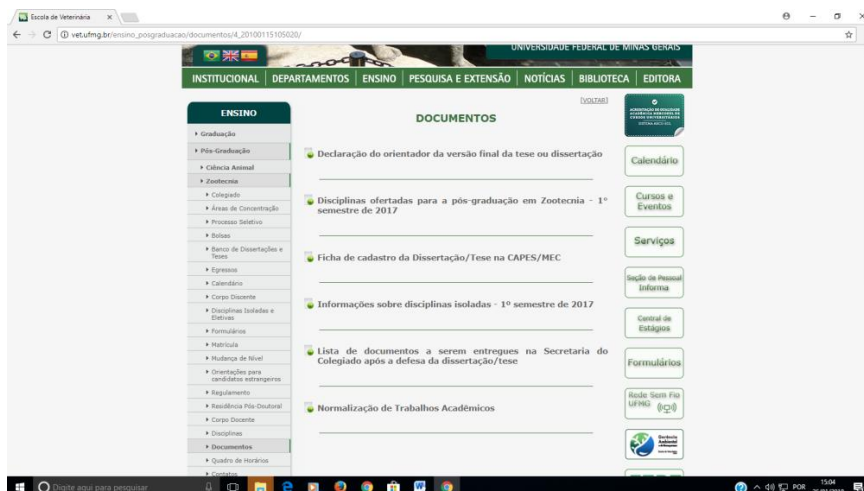 Escola de Veterinária
vet.ufmg.br/ensino_posgraduacao/documentos/4_20100115105020/
UNIVERSIDADE FEDERAL DE MINAS GERAIS
INSTITUCIONAL DEPARTAMENTOS ENSINO PESQUISA E EXTENSÃO NOTÍCIAS BIBLIOTECA EDITORA
ENSINO
Graduação
Pós-Graduação
Ciência Animal
Zootecnia
Colegiado
Áreas de Concentração
Processo Seletivo
Bolsas
Banco de Dissertações e
Teses
Egressos
Calendário
Corpo Discente
Disciplinas Isoladas e
Eletivas
Formulários
Matrícula
Mudança de Nível
Orientações para
candidatos estrangeiros
Regulamento
Residência Pós-Doutoral
Corpo Docente
Disciplinas
Documentos
Quadro de Horários
Contatos
[VOLTAR]
DOCUMENTOS
Declaração do orientador da versão final da tese ou dissertação
Disciplinas ofertadas para a pós-graduação em Zootecnia - 1º
semestre de 2017
Ficha de cadastro da Dissertação/Tese na CAPES/MEC
Informações sobre disciplinas isoladas - 1º semestre de 2017
Lista de documentos a serem entregues na Secretaria do
Colegiado após a defesa da dissertação/tese
Normalização de Trabalhos Acadêmicos
Calendário
Cursos e
Eventos
Serviços
Seção de Pessoal
Informa
Central de
Estágios
Formulários
Rede Sem Fio
UFMG
Digite aqui para pesquisar
POR
15:04